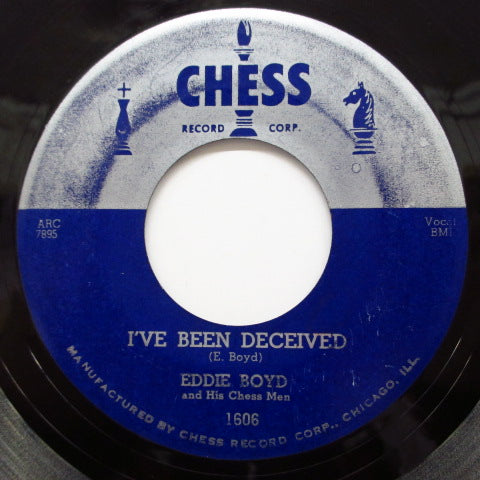 CHESS
RECORD CORP.
ARC
7895
Vocal
BMI
I'VE BEEN DECEIVED
(E. Boyd)
EDDIE BOYD
and His Chess Men
1606
MANUFACTURED BY CHESS RECORD CORP., CHICAGO, ILL.